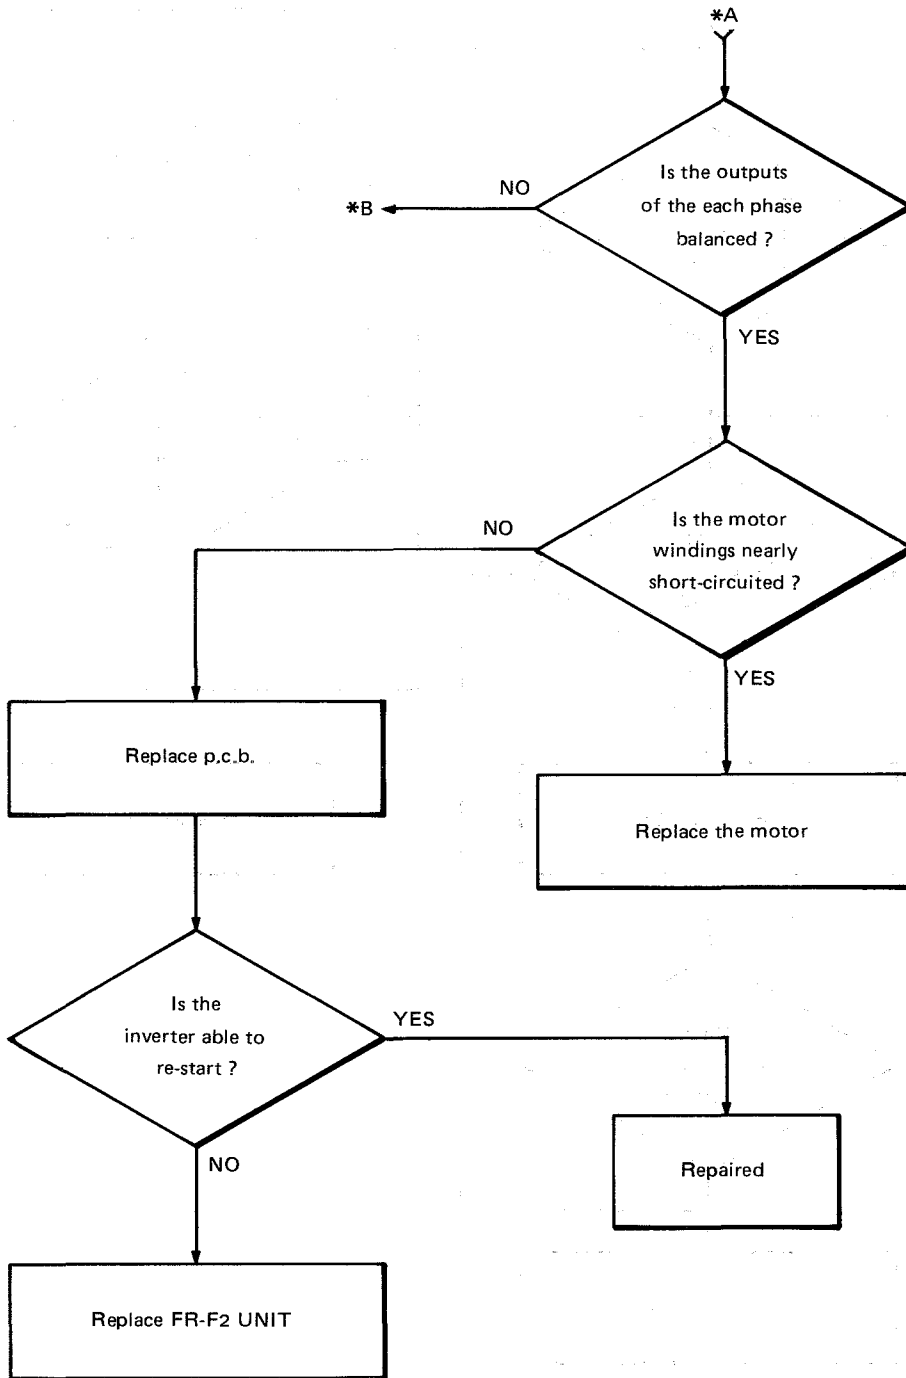 *A
Is the outputs
of the each phase
balanced ?
NO
*B
YES
Is the motor
windings nearly
short-circuited ?
NO
YES
Replace p.c.b.
Replace the motor
Is the
inverter able to
re-start ?
YES
Repaired
NO
Replace FR-F2 UNIT